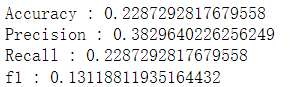 Accuracy : 0.2287292817679558
Precision : 0.3829640226256249
Recall : 0.2287292817679558
f1 : 0.13118811935164432